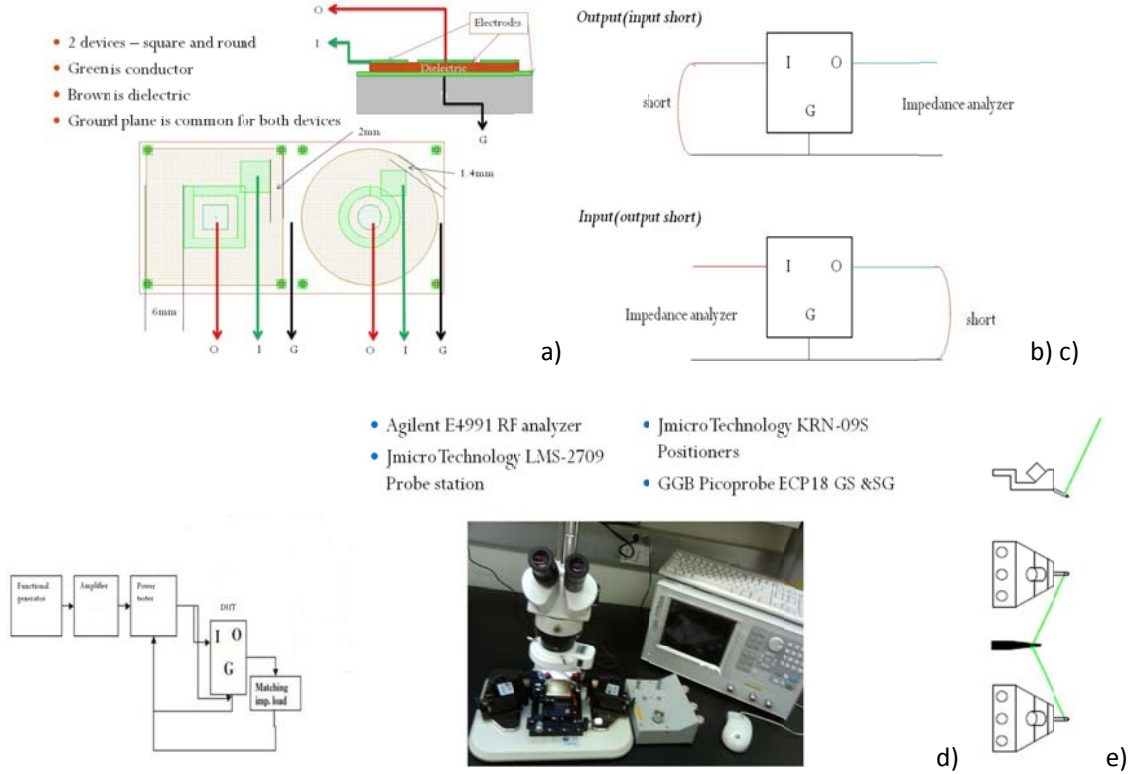 O
I
Electrodes
Dielectric
G
• 2 devices – square and round
• Green is conductor
• Brown is dielectric
• Ground plane is common for both devices
2mm
1.4mm
6mm
O I G O I G
a)
Output(input short)
I O
G
short
Impedance analyzer
Input(output short)
I O
G
Impedance analyzer
short
b) c)
• Agilent E4991 RF analyzer
• Jmicro Technology LMS-2709
Probe station
• Jmicro Technology KRN-09S
Positioners
• GGB Picoprobe ECP18 GS &SG
Functional
generator
Amplifier
Power
tester
DUT
I O
G
Matching
imp. load
d)
e)